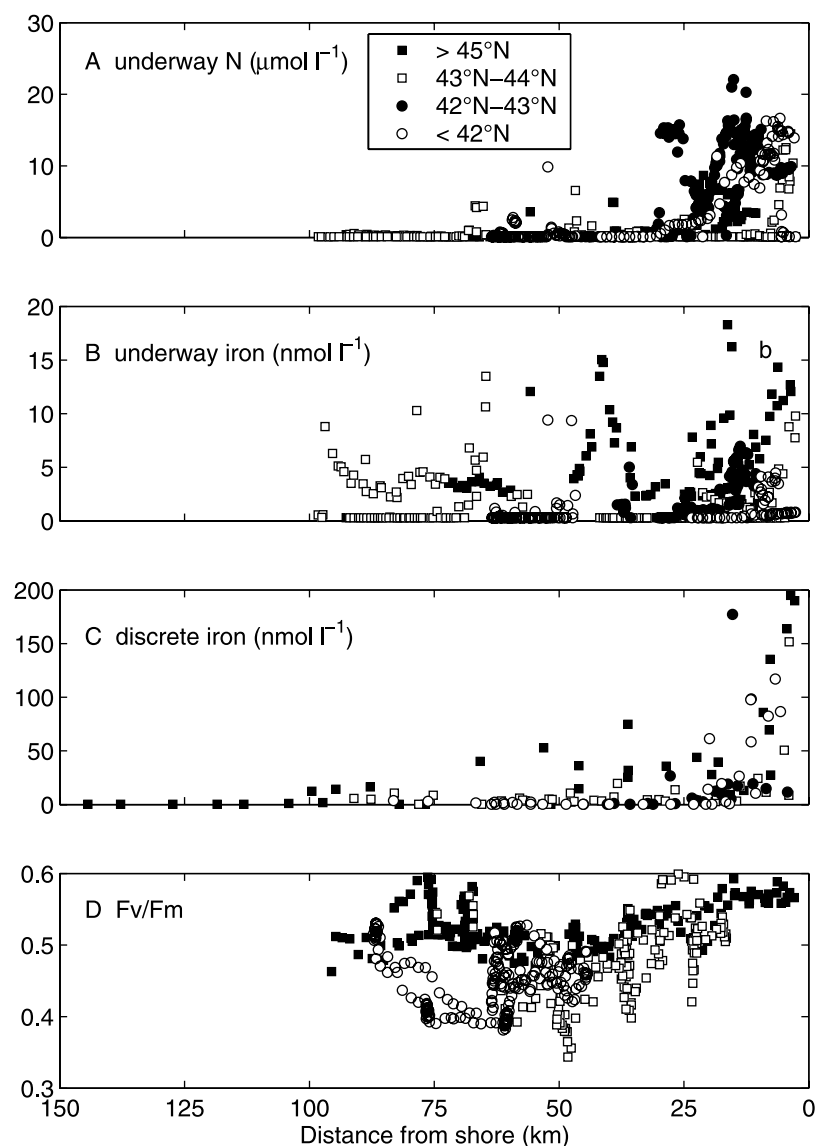 30
20
10
0
A underway N (μmol l⁻¹)
> 45°N
43°N–44°N
42°N–43°N
< 42°N
20
15
10
5
0
B underway iron (nmol l⁻¹)
b
200
150
100
50
0
C discrete iron (nmol l⁻¹)
0.6
0.5
0.4
0.3
D Fv/Fm
150 125 100 75 50 25 0
Distance from shore (km)